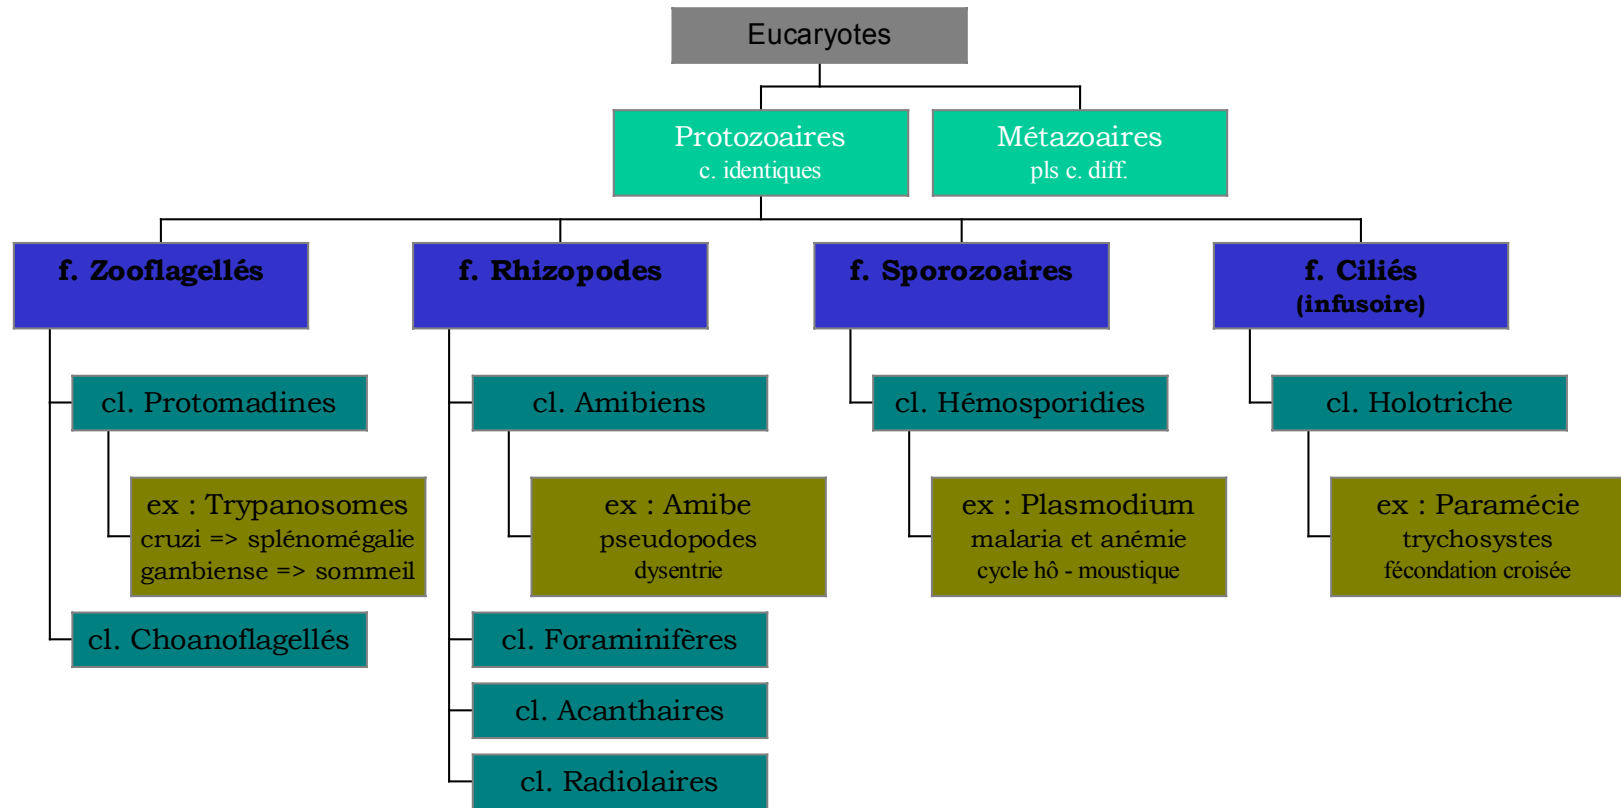 Eucaryotes
Protozoaires
c. identiques
Métazoaires
pls c. diff.
f. Zooflagellés
f. Rhizopodes
f. Sporozoaires
f. Ciliés
(infusoire)
cl. Protomadines
cl. Amibiens
cl. Hémosporidies
cl. Holotriche
ex : Trypanosomes
cruzi => splénomégalie
gambiense => sommeil
ex : Amibe
pseudopodes
dysentrie
ex : Plasmodium
malaria et anémie
cycle hô - moustique
ex : Paramécie
trychosystes
fécondation croisée
cl. Choanoflagellés
cl. Foraminifères
cl. Acanthaires
cl. Radiolaires